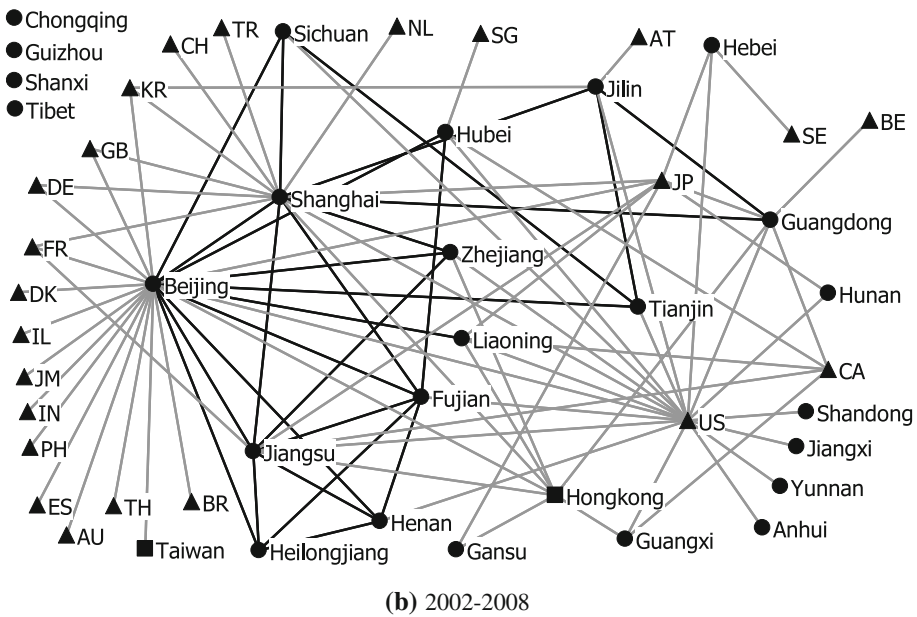 Chongqing
Guizhou
Shanxi
Tibet
TR
CH
KR
Sichuan
NL
SG
AT
Hebei
Jilin
SE
BE
GB
Hubei
DE
Shanghai
JP
Guangdong
FR
Zhejiang
DK
Beijing
Tianjin
Hunan
IL
Liaoning
JM
CA
IN
Fujian
US
Shandong
PH
Jiangsu
Jiangxi
Yunnan
Hongkong
ES
TH
BR
Henan
Anhui
AU
Taiwan
Heilongjiang
Gansu
Guangxi
(b) 2002-2008